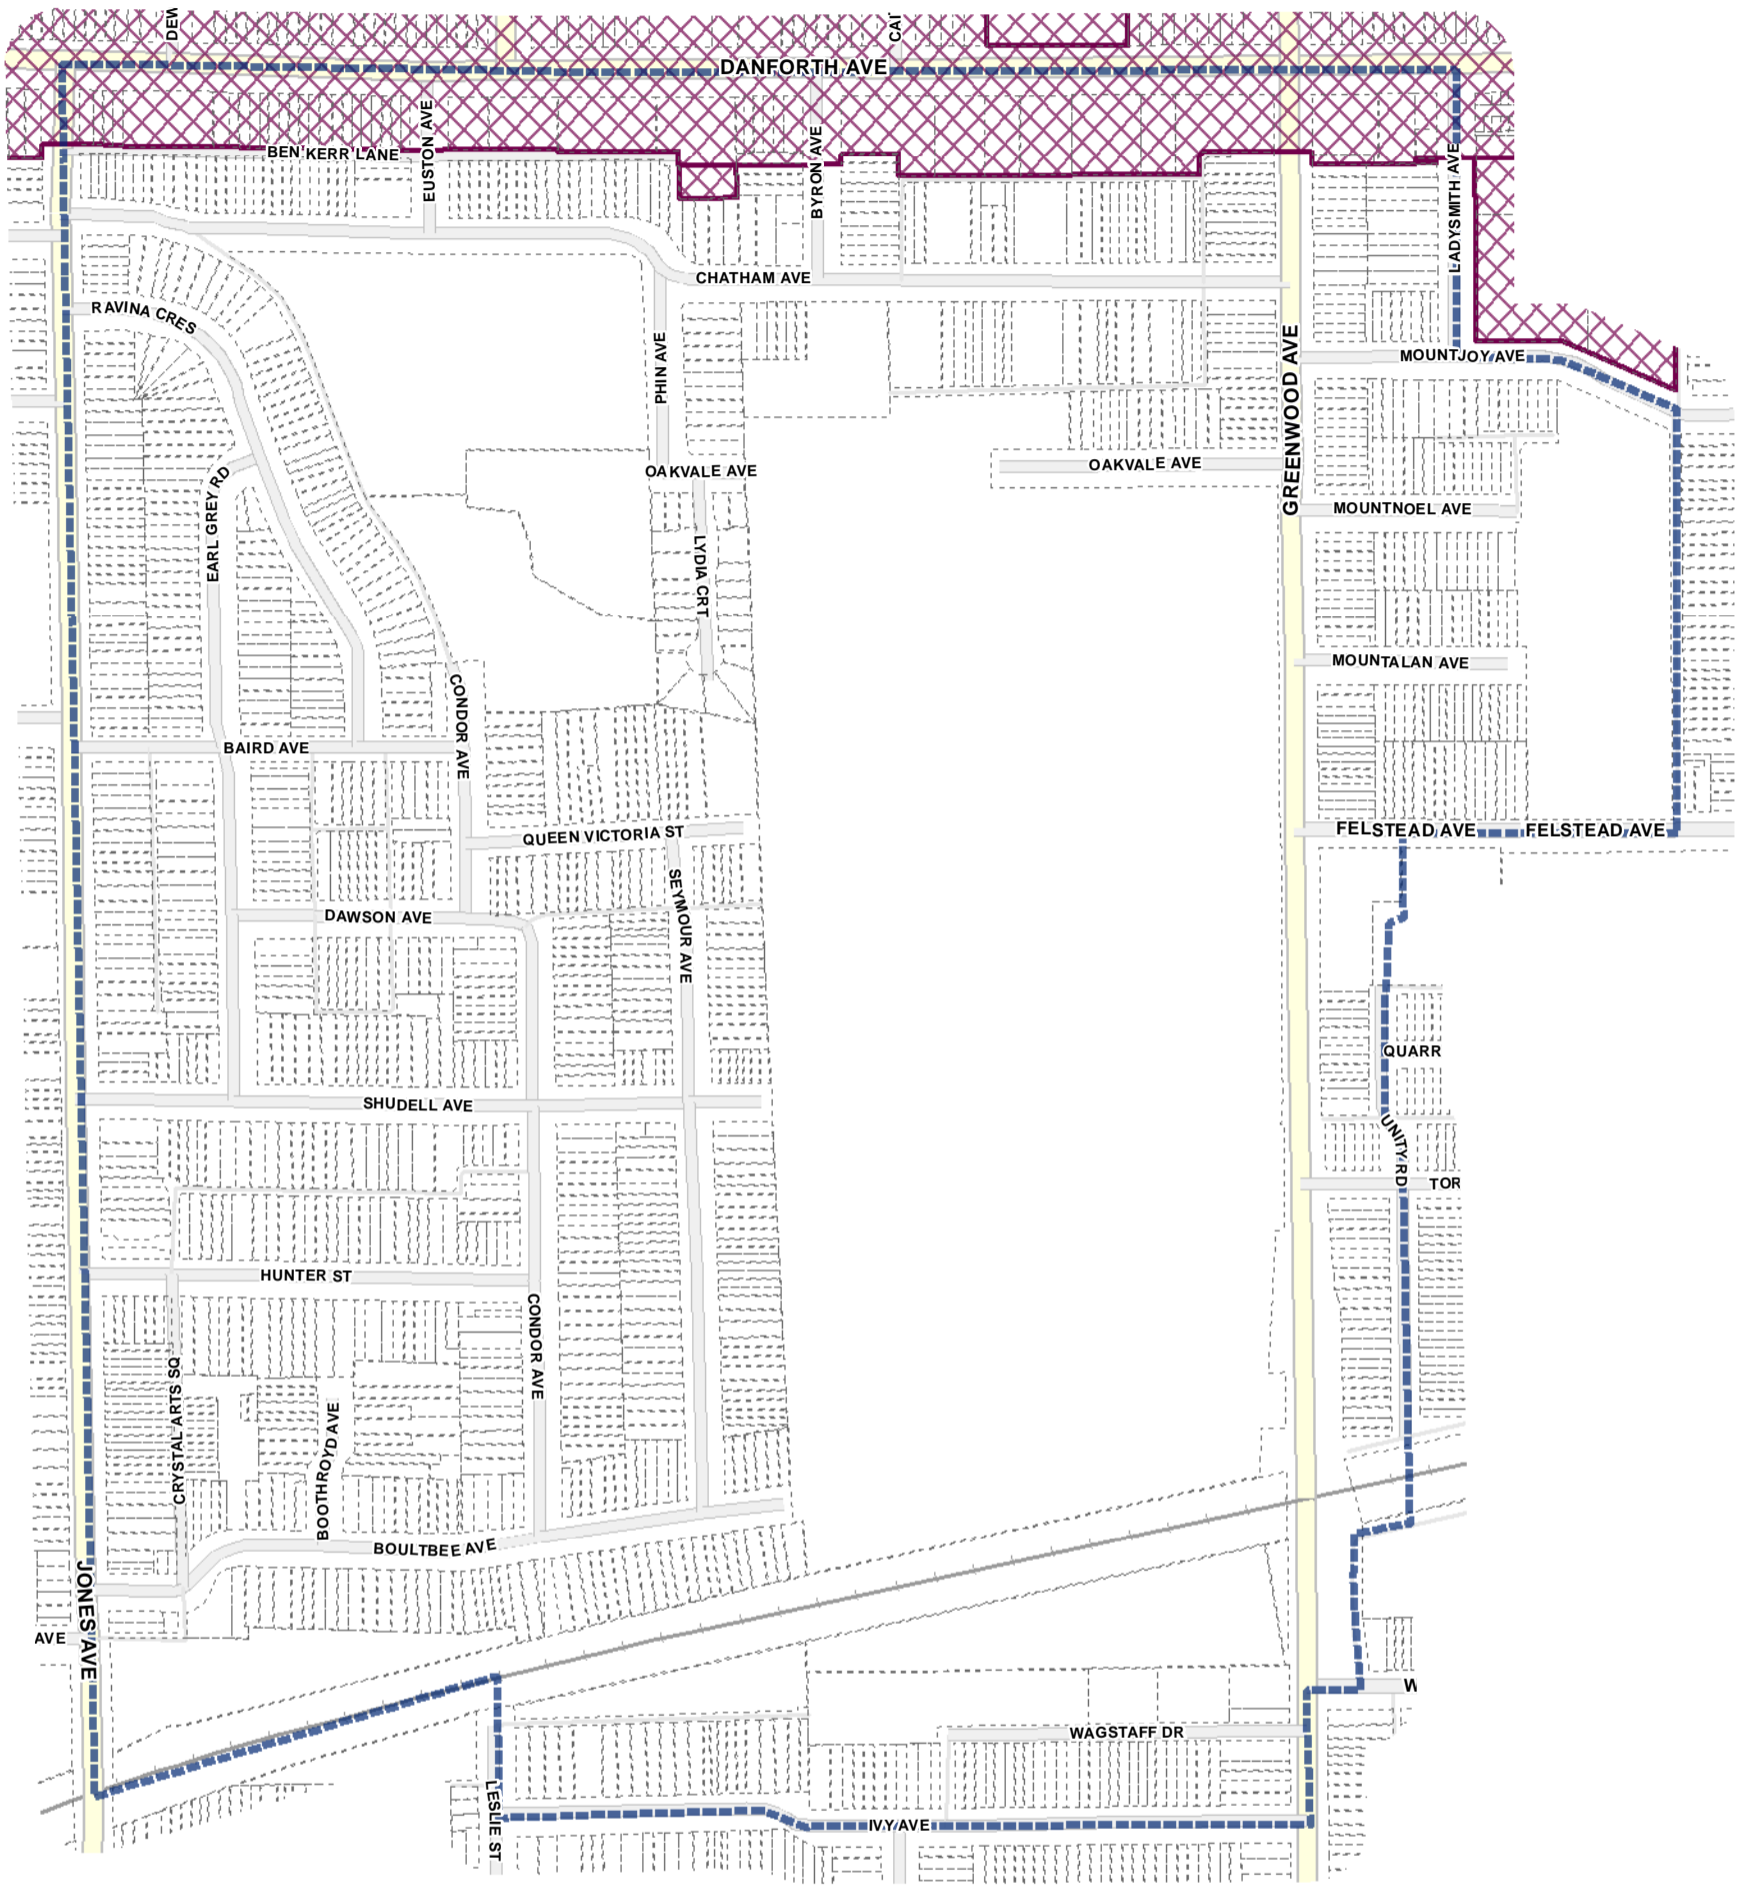 DEW
CAI
DANFORTH AVE
EUSTON AVE
BEN KERR LANE
BYRON AVE
LADYSMITH AVE
CHATHAM AVE
RAVINA CRES
PHIN AVE
GREENWOOD AVE
MOUNTJOY AVE
OAKVALE AVE
OAKVALE AVE
EARL GREY RD
MOUNTNOEL AVE
LYDIA CRT
MOUNTALAN AVE
CONDOR AVE
BAIRD AVE
QUEEN VICTORIA ST
FELSTEAD AVE
FELSTEAD AVE
SEYMOUR AVE
DAWSON AVE
QUARR
SHUDELL AVE
UNITY RD
TOR
HUNTER ST
CONDOR AVE
CRYSTAL ARTS SQ
BOOTHROYD AVE
BOULTBEE AVE
JONES AVE
AVE
W
WAGSTAFF DR
LESLIE ST
IVY AVE